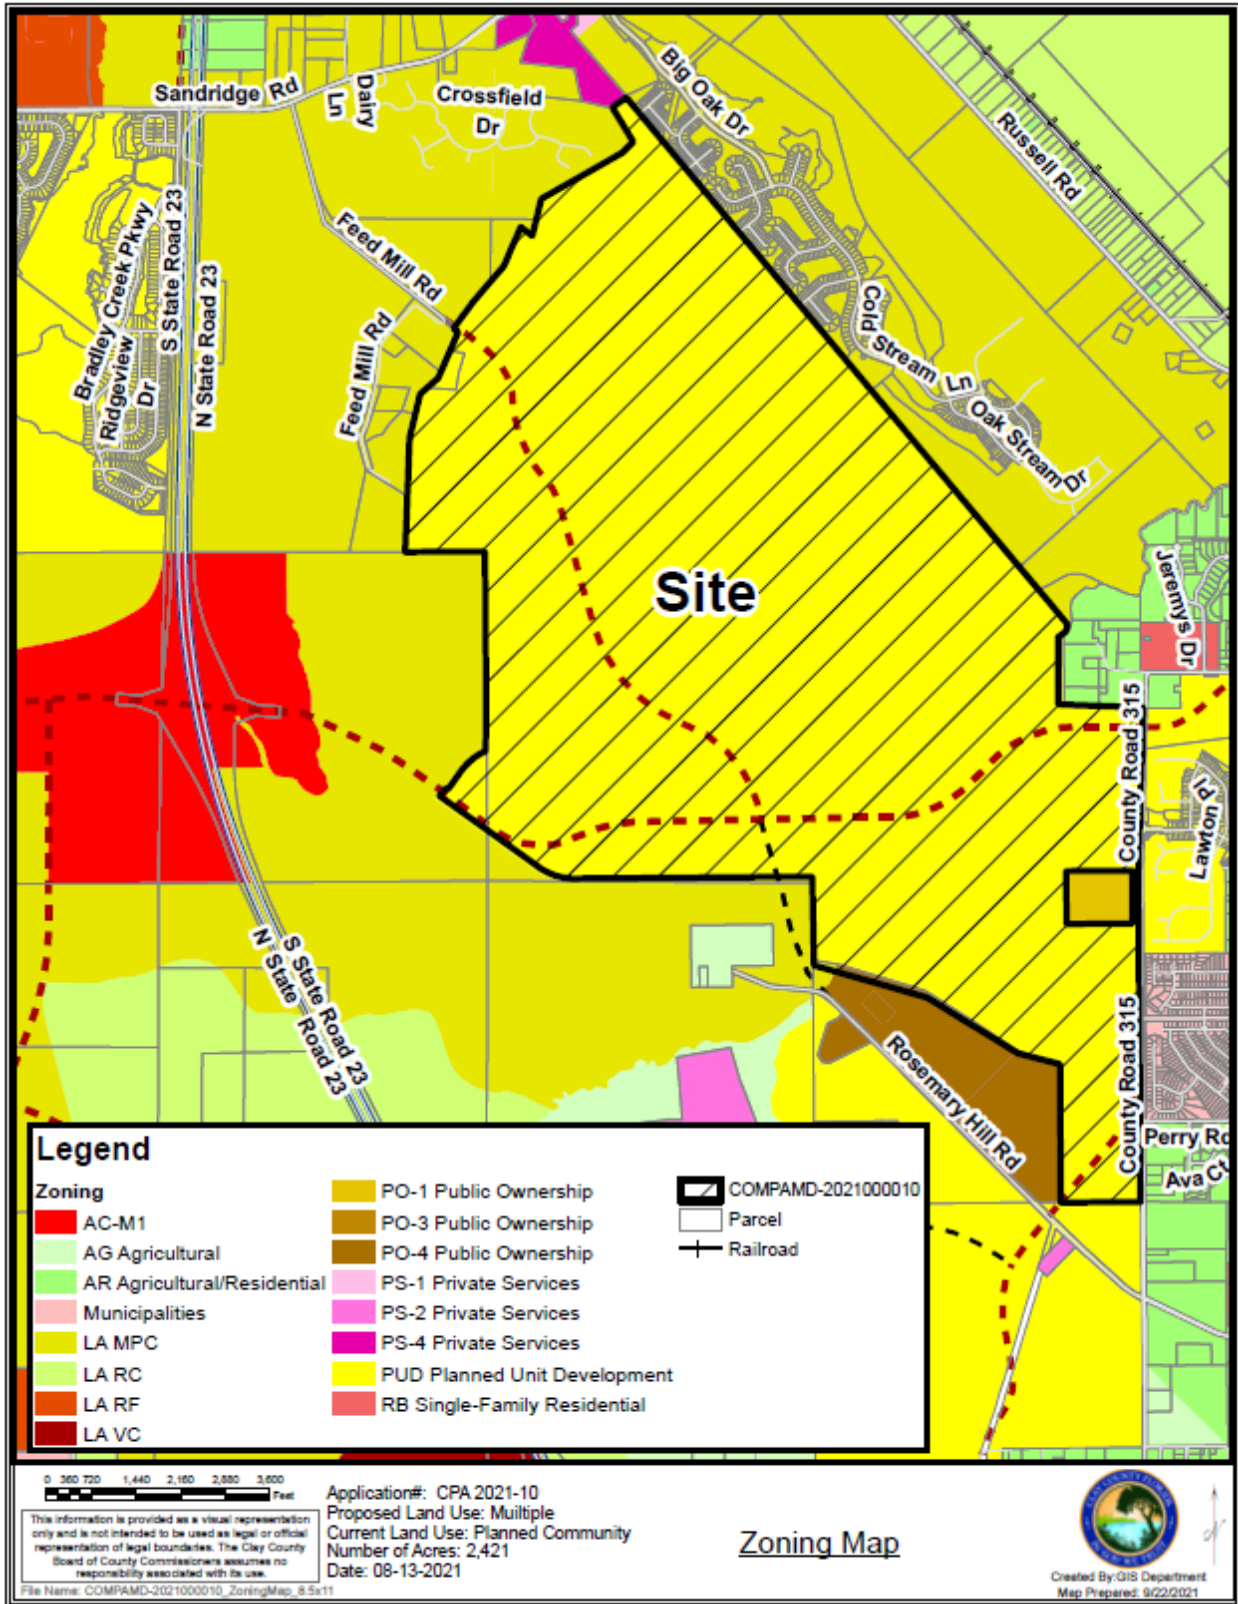 Sandridge Rd
Dairy
Ln
Crossfield
Dr
Big Oak Dr
Russell Rd
Bradley Creek Pkwy
Ridgeview
Dr
S State Road 23
N State Road 23
Feed Mill Rd
Feed Mill Rd
Cold Stream Ln
Oak Stream Dr
Site
Jeremys Dr
County Road 315
Lawton Pl
S State Road 23
N State Road 23
Rosemary Hill Rd
County Road 315
Perry Rd
Ava Ct
Legend
Zoning
AC-M1
AG Agricultural
AR Agricultural/Residential
Municipalities
LA MPC
LA RC
LA RF
LA VC
PO-1 Public Ownership
PO-3 Public Ownership
PO-4 Public Ownership
PS-1 Private Services
PS-2 Private Services
PS-4 Private Services
PUD Planned Unit Development
RB Single-Family Residential
COMPAMD-2021000010
Parcel
Railroad
0 360 720 1,440 2,160 2,880 3,600
Feet
This information is provided as a visual representation
only and is not intended to be used as legal or official
representation of legal boundaries. The Clay County
Board of County Commissioners assumes no
responsibility associated with its use.
File Name: COMPAMD-2021000010_ZoningMap_8.5x11
Application#: CPA 2021-10
Proposed Land Use: Muiltiple
Current Land Use: Planned Community
Number of Acres: 2,421
Date: 08-13-2021
Zoning Map
CLAY COUNTY FLORIDA
IN GOD WE TRUST
N
Created By:GIS Department
Map Prepared: 9/22/2021